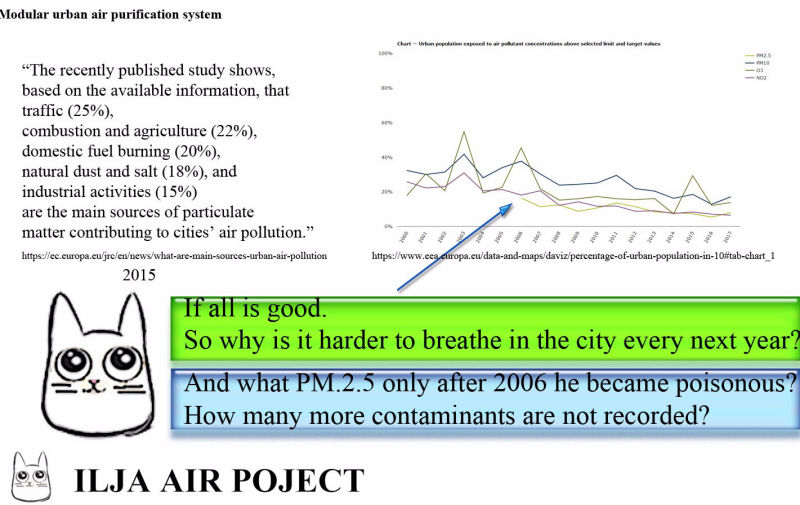 Modular urban air purification system
“The recently published study shows,
based on the available information, that
traffic (25%),
combustion and agriculture (22%),
domestic fuel burning (20%),
natural dust and salt (18%), and
industrial activities (15%)
are the main sources of particulate
matter contributing to cities’ air pollution.”
https://ec.europa.eu/jrc/en/news/what-are-main-sources-urban-air-pollution
2015
Chart — Urban population exposed to air pollutant concentrations above selected limit and target values
PM2.5
PM10
O3
NO2
100%
80%
60%
40%
20%
0%
2000 2001 2002 2003 2004 2005 2006 2007 2008 2009 2010 2011 2012 2013 2014 2015 2016 2017
https://www.eea.europa.eu/data-and-maps/daviz/percentage-of-urban-population-in-10#tab-chart_1
If all is good.
So why is it harder to breathe in the city every next year?
And what PM.2.5 only after 2006 he became poisonous?
How many more contaminants are not recorded?
ILJA AIR POJECT